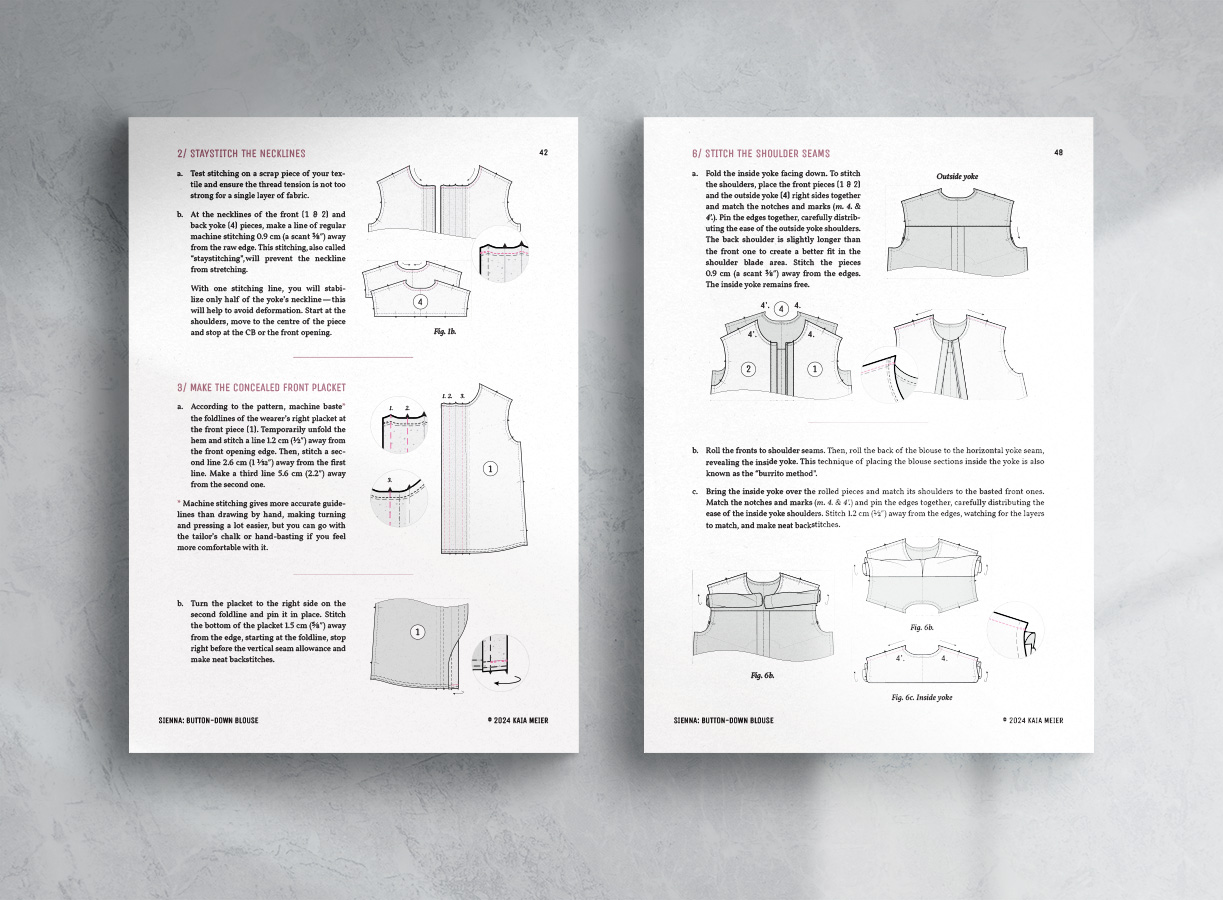 2/ STAYSTITCH THE NECKLINES
42
a. Test stitching on a scrap piece of your tex-
tile and ensure the thread tension is not too
strong for a single layer of fabric.
b. At the necklines of the front (1 & 2) and
back yoke (4) pieces, make a line of regular
machine stitching 0.9 cm (a scant ⅜″) away
from the raw edge. This stitching, also called
"staystitching", will prevent the neckline
from stretching.
With one stitching line, you will stabi-
lize only half of the yoke's neckline—this
will help to avoid deformation. Start at the
shoulders, move to the centre of the piece
and stop at the CB or the front opening.
4
Fig. 1b.
3/ MAKE THE CONCEALED FRONT PLACKET
a. According to the pattern, machine baste*
the foldlines of the wearer's right placket at
the front piece (1). Temporarily unfold the
hem and stitch a line 1.2 cm (½″) away from
the front opening edge. Then, stitch a sec-
ond line 2.6 cm (1 1/32″) away from the first
line. Make a third line 5.6 cm (2.2″) away
from the second one.
* Machine stitching gives more accurate guide-
lines than drawing by hand, making turning
and pressing a lot easier, but you can go with
the tailor's chalk or hand-basting if you feel
more comfortable with it.
1. 2.
3.
1. 2. 3.
1
b. Turn the placket to the right side on the
second foldline and pin it in place. Stitch
the bottom of the placket 1.5 cm (⅝″) away
from the edge, starting at the foldline, stop
right before the vertical seam allowance and
make neat backstitches.
1
SIENNA: BUTTON-DOWN BLOUSE
© 2024 KAIA MEIER
6/ STITCH THE SHOULDER SEAMS
48
a. Fold the inside yoke facing down. To stitch
the shoulders, place the front pieces (1 & 2)
and the outside yoke (4) right sides together
and match the notches and marks (m. 4. &
4'.). Pin the edges together, carefully distrib-
uting the ease of the outside yoke shoulders.
The back shoulder is slightly longer than
the front one to create a better fit in the
shoulder blade area. Stitch the pieces
0.9 cm (a scant ⅜″) away from the edges.
The inside yoke remains free.
Outside yoke
4'. 4 4.
4'. 4.
2 1
b. Roll the fronts to shoulder seams. Then, roll the back of the blouse to the horizontal yoke seam,
revealing the inside yoke. This technique of placing the blouse sections inside the yoke is also
known as the "burrito method".
c. Bring the inside yoke over the rolled pieces and match its shoulders to the basted front ones.
Match the notches and marks (m. 4. & 4'.) and pin the edges together, carefully distributing the
ease of the inside yoke shoulders. Stitch 1.2 cm (½″) away from the edges, watching for the layers
to match, and make neat backstitches.
Fig. 6b.
Fig. 6b.
4'. 4.
Fig. 6c. Inside yoke
SIENNA: BUTTON-DOWN BLOUSE
© 2024 KAIA MEIER